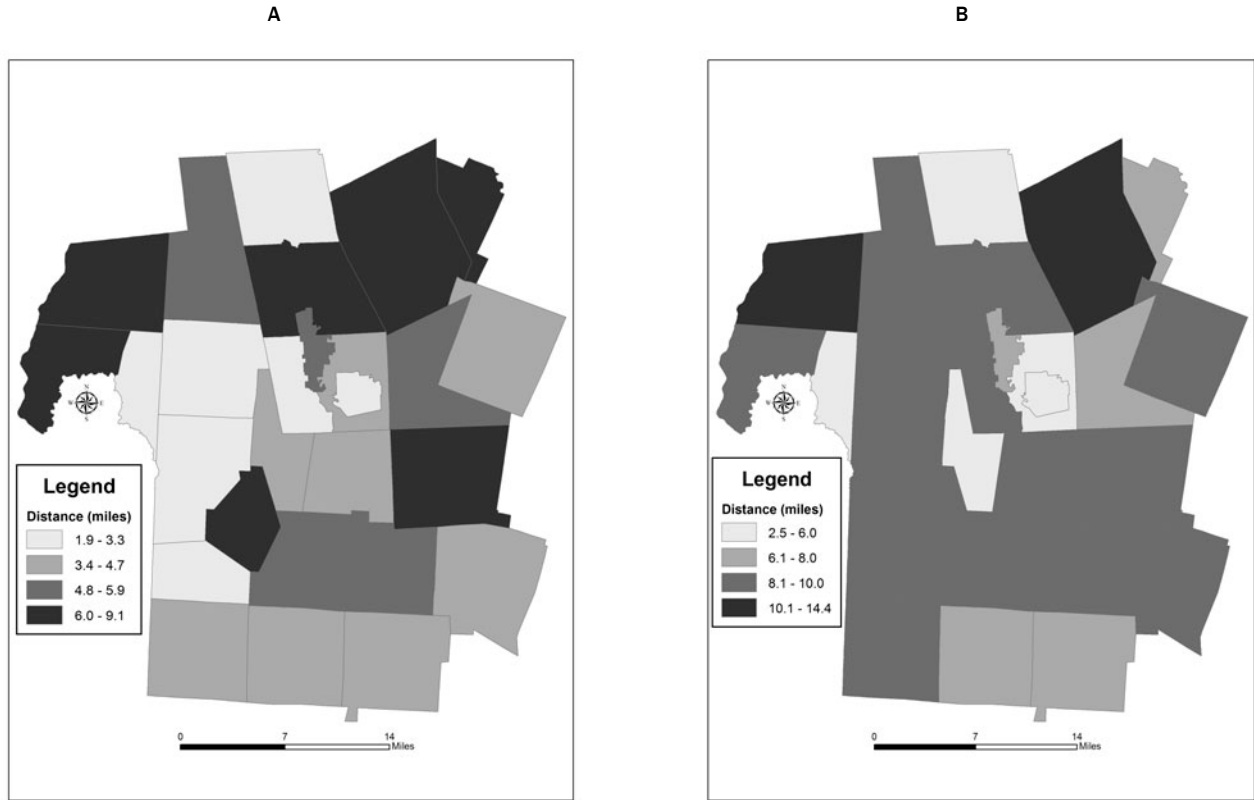 A
B
N
W E
S
Legend
Distance (miles)
1.9 - 3.3
3.4 - 4.7
4.8 - 5.9
6.0 - 9.1
0 7 14
Miles
N
W E
S
Legend
Distance (miles)
2.5 - 6.0
6.1 - 8.0
8.1 - 10.0
10.1 - 14.4
0 7 14
Miles